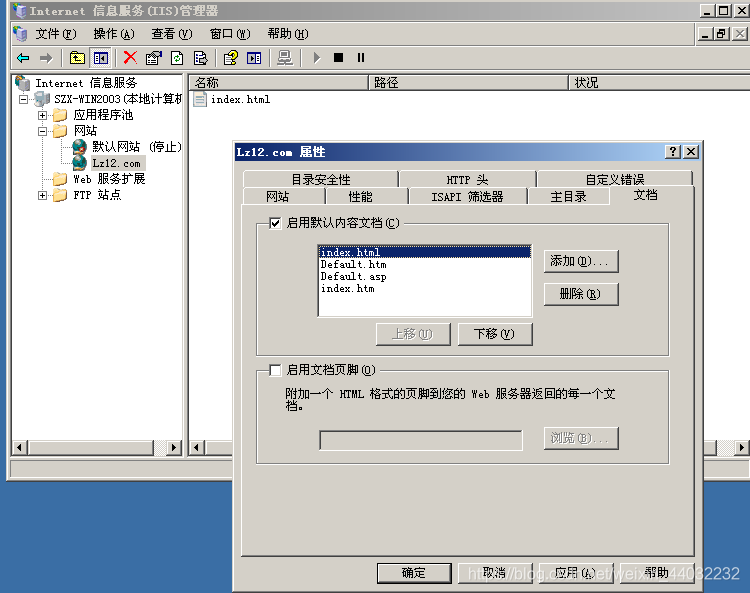 Internet 信息服务(IIS)管理器
文件(F) 操作(A) 查看(V) 窗口(W) 帮助(H)
Internet 信息服务
SZX-WIN2003(本地计算机
应用程序池
网站
默认网站 (停止)
Lz12.com
Web 服务扩展
FTP 站点
名称 路径 状况
index.html
Lz12.com 属性
目录安全性 HTTP 头 自定义错误
网站 性能 ISAPI 筛选器 主目录 文档
启用默认内容文档(C)
index.html
Default.htm
Default.asp
index.htm
添加(D)...
删除(R)
上移(U) 下移(V)
启用文档页脚(O)
附加一个 HTML 格式的页脚到您的 Web 服务器返回的每一个文
档。
浏览(B)...
确定 取消 应用(A) 帮助